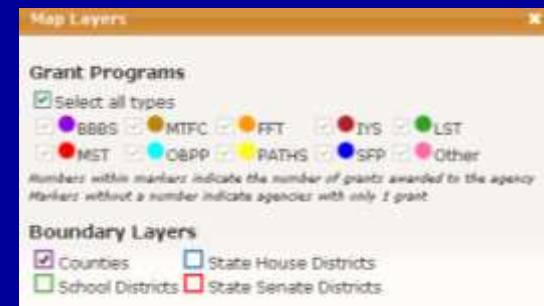 Map Layers
Grant Programs
Select all types
BBBS MTFC FFT IYS LST
MST OBPP PATHS SFP Other
Numbers within markers indicate the number of grants awarded to the agency
Markers without a number indicate agencies with only 1 grant
Boundary Layers
Counties State House Districts
School Districts State Senate Districts